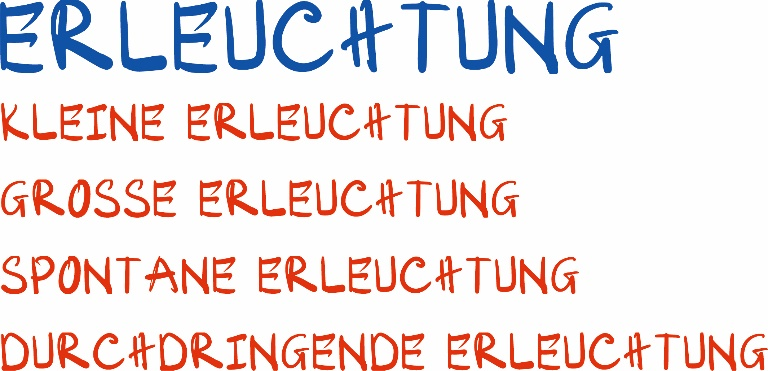 ERLEUCHTUNG
KLEINE ERLEUCHTUNG
GROSSE ERLEUCHTUNG
SPONTANE ERLEUCHTUNG
DURCHDRINGENDE ERLEUCHTUNG